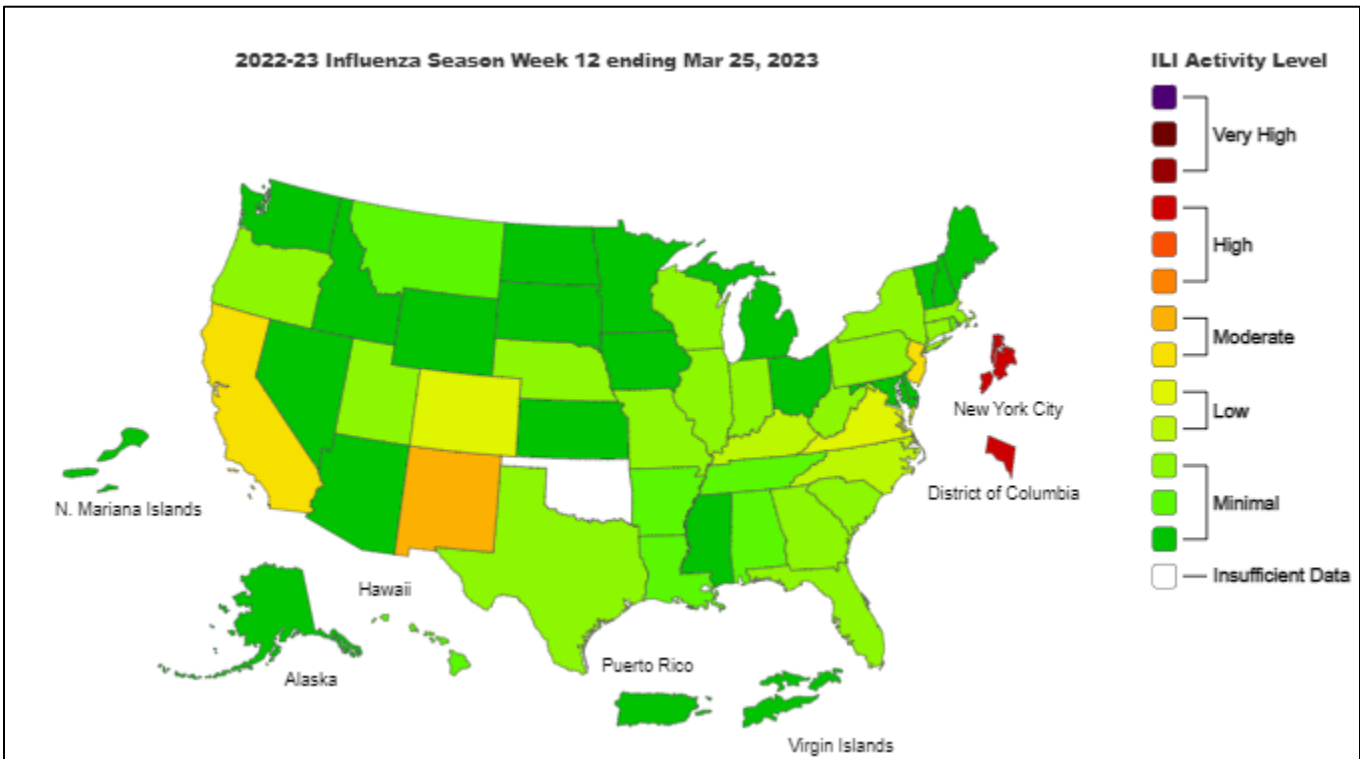 2022-23 Influenza Season Week 12 ending Mar 25, 2023
ILI Activity Level
Very High
High
Moderate
Low
Minimal
Insufficient Data
New York City
District of Columbia
N. Mariana Islands
Hawaii
Alaska
Puerto Rico
Virgin Islands